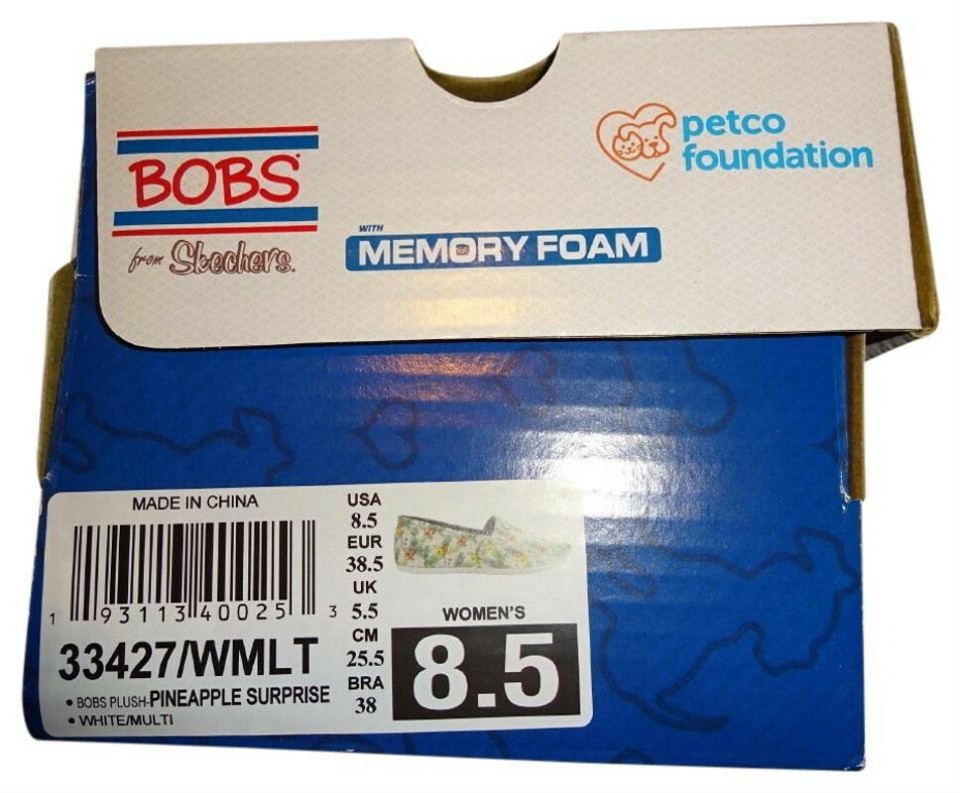 BOBS
from Skechers.
WITH
MEMORY FOAM
petco
foundation
MADE IN CHINA
1 93113 40025 3
33427/WMLT
• BOBS PLUSH-PINEAPPLE SURPRISE
• WHITE/MULTI
USA
8.5
EUR
38.5
UK
5.5
CM
25.5
BRA
38
WOMEN'S
8.5